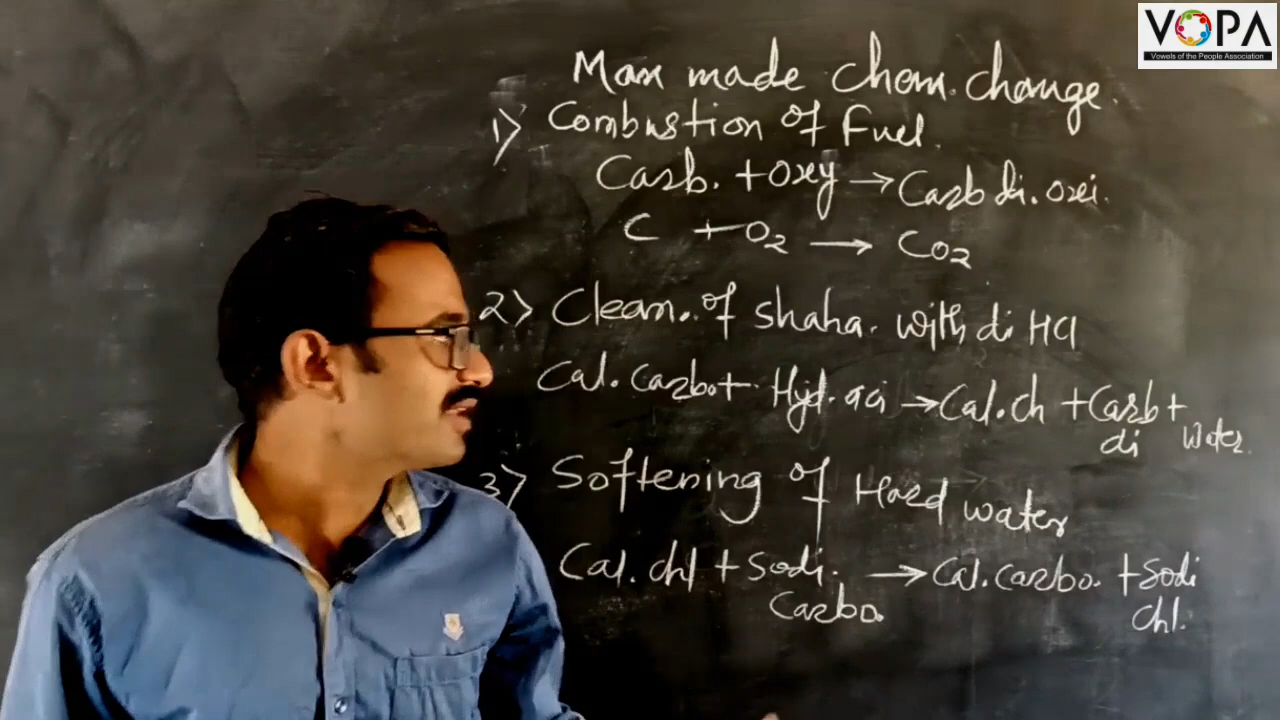 VOPA
Vowels of the People Association
Man made chem. change.
1) Combustion of Fuel.
Carb. + Oxy → Carb di. oxi.
C + O2 → CO2
2) Clean. of shaha. with di HCl
Cal. carbo + Hyd. aci → Cal. ch + Carb + 
di water.
3) Softening of Hard water
Cal. chl + Sodi. → Cal. carbo. + Sodi
Carbo. chl.